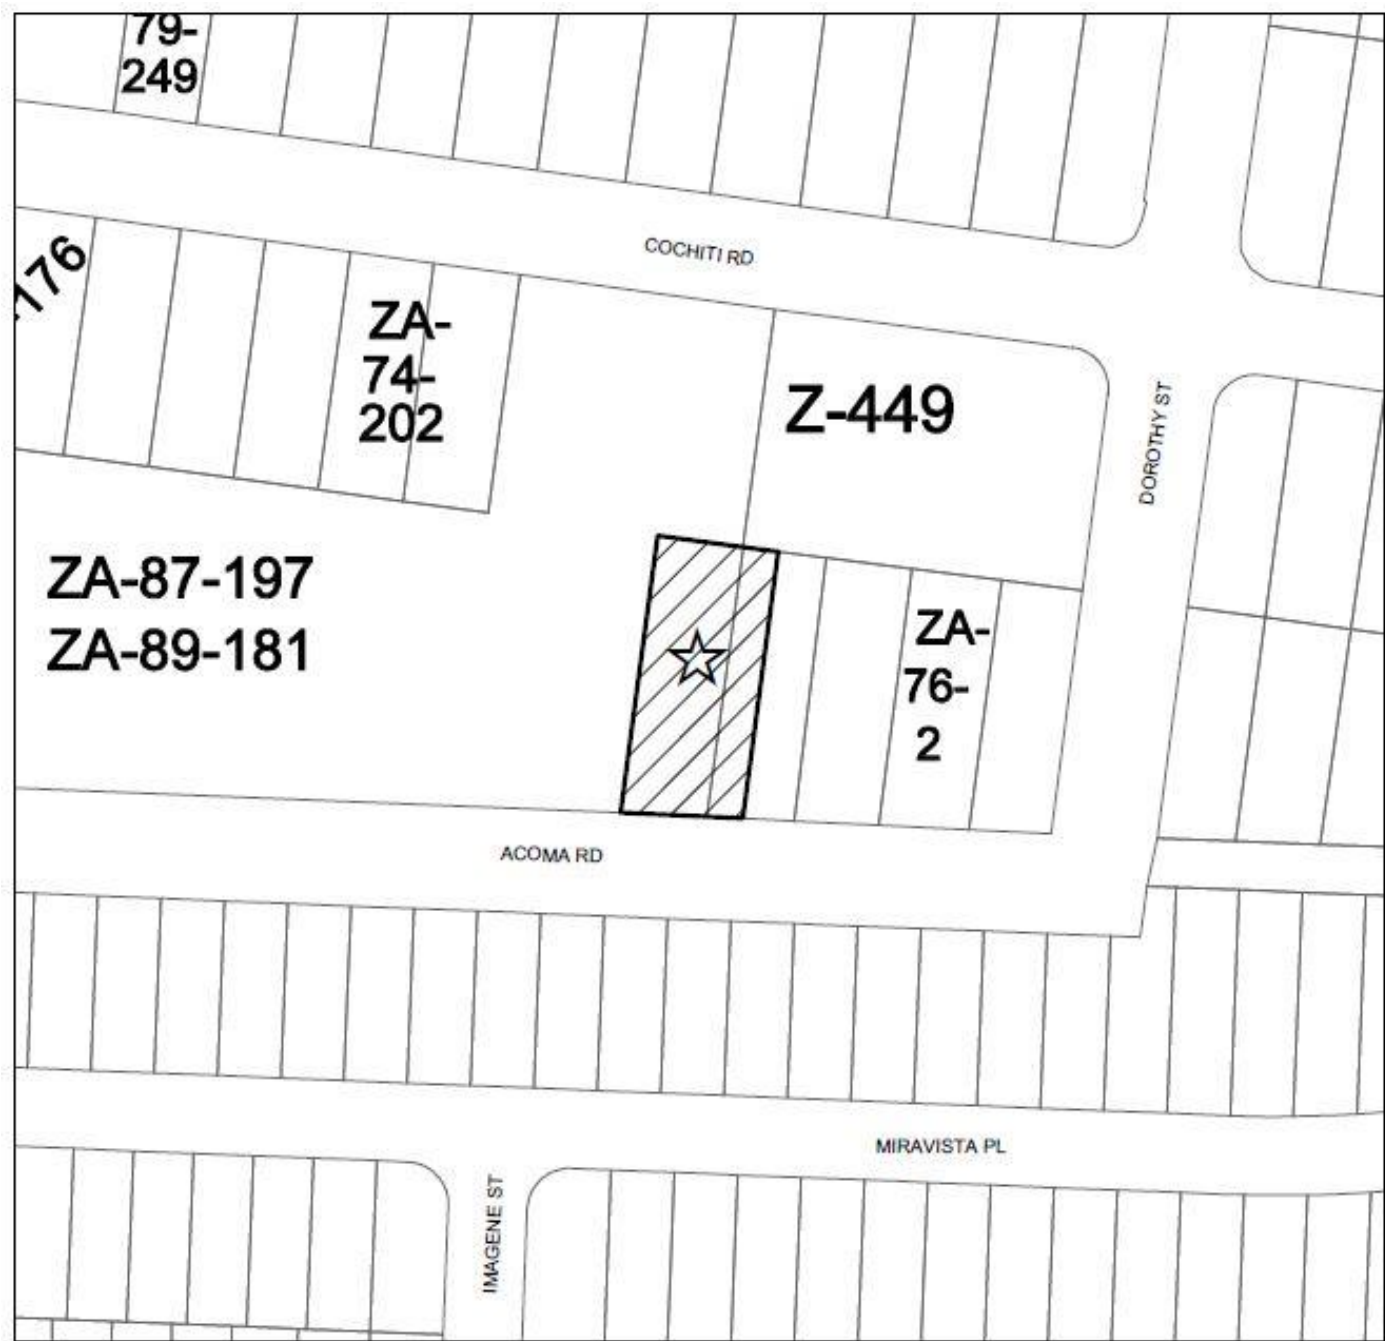 79-
249
COCHITI RD
-176
ZA-
74-
202
Z-449
DOROTHY ST
ZA-87-197
ZA-89-181
ZA-
76-
2
ACOMA RD
MIRAVISTA PL
IMAGENE ST